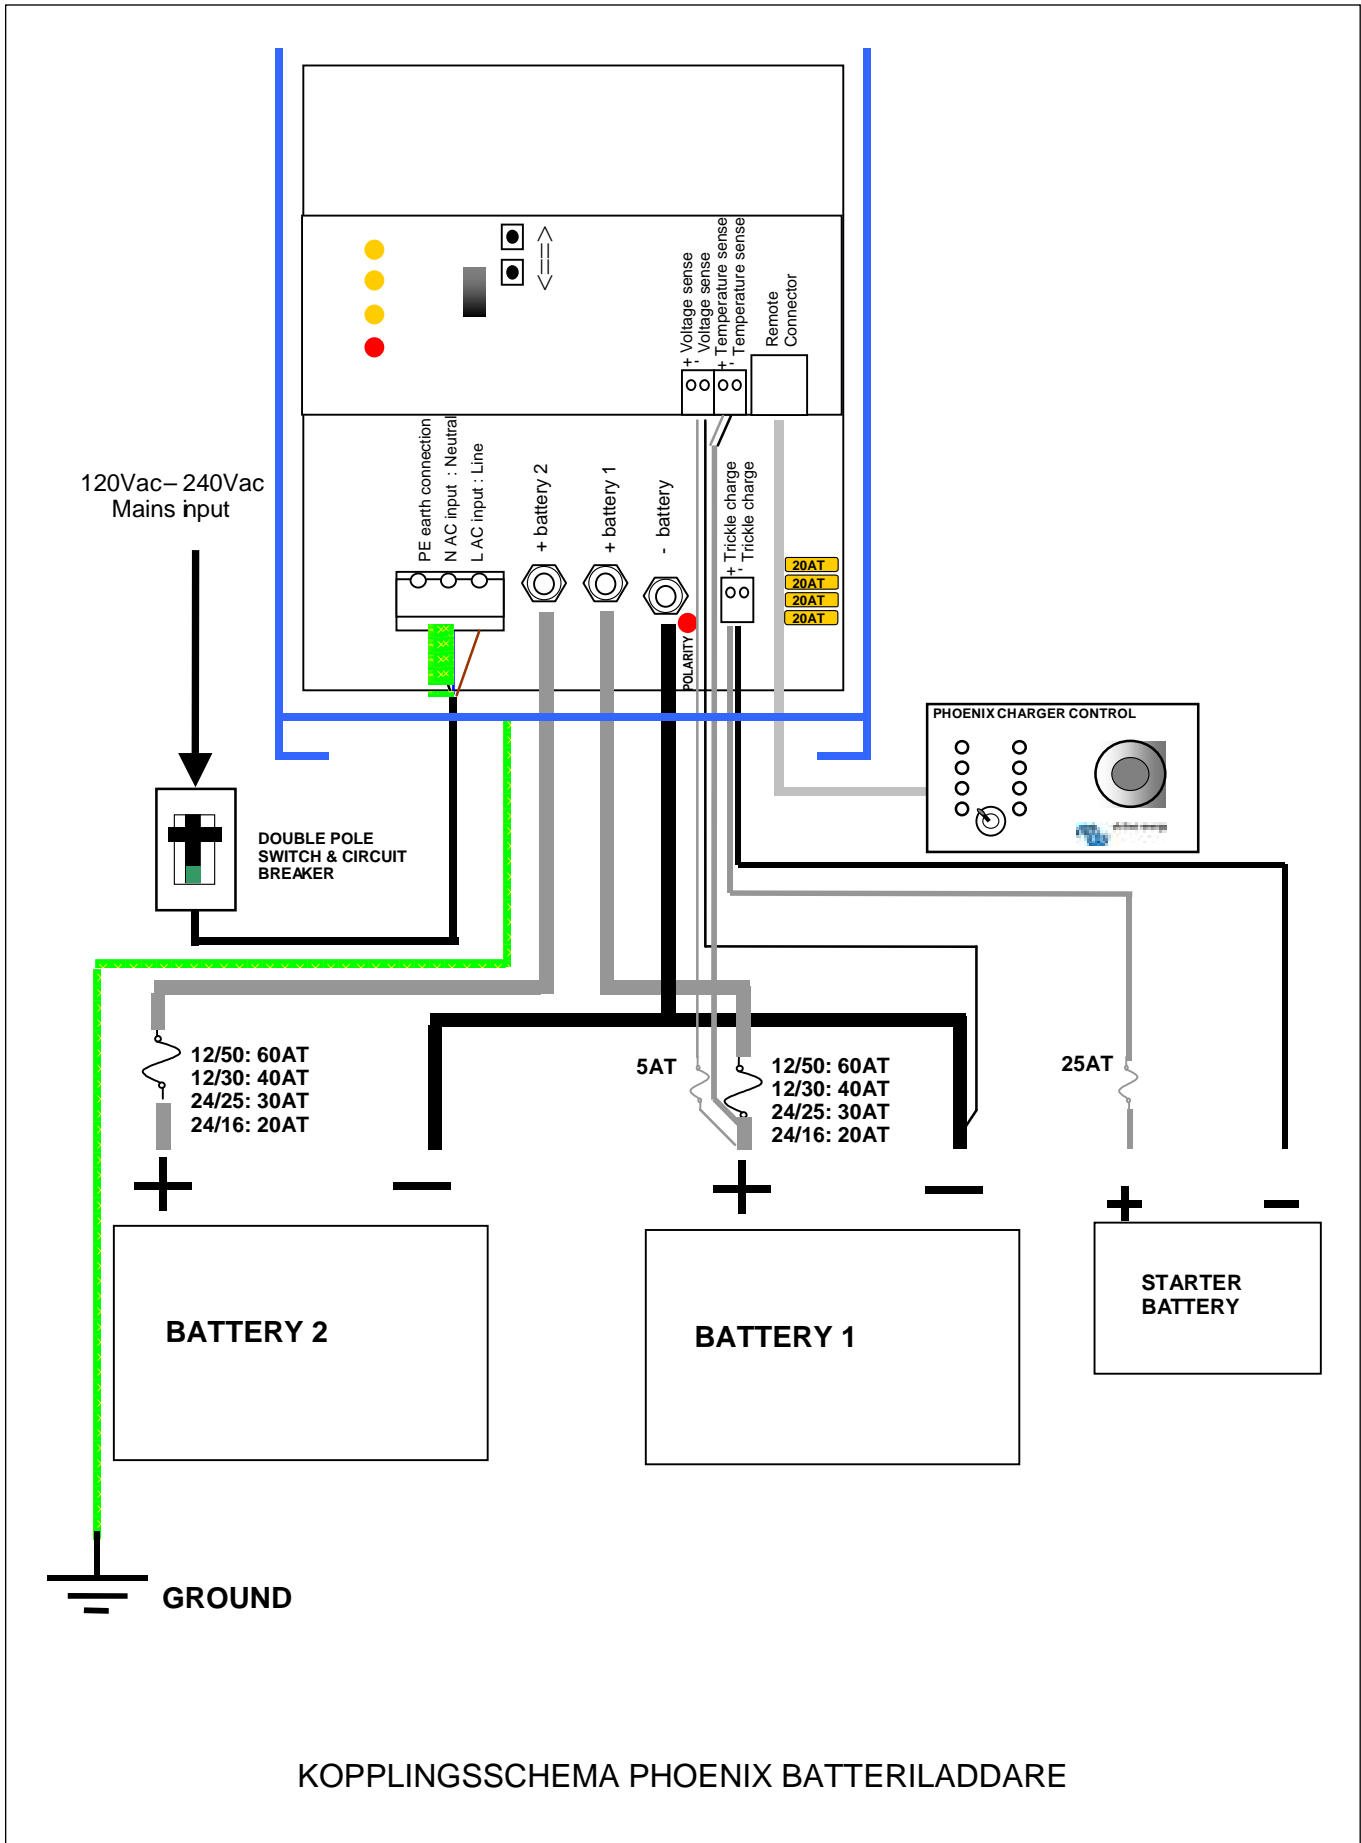 + Voltage sense
- Voltage sense
+ Temperature sense
- Temperature sense
Remote
Connector
PE earth connection
N AC input : Neutral
L AC input : Line
+ battery 2
+ battery 1
- battery
+ Trickle charge
- Trickle charge
120Vac– 240Vac
Mains input
20AT
20AT
20AT
20AT
POLARITY
PHOENIX CHARGER CONTROL
DOUBLE POLE
SWITCH & CIRCUIT
BREAKER
12/50: 60AT
12/30: 40AT
24/25: 30AT
24/16: 20AT
5AT
12/50: 60AT
12/30: 40AT
24/25: 30AT
24/16: 20AT
25AT
BATTERY 2
BATTERY 1
STARTER
BATTERY
GROUND
KOPPLINGSSCHEMA PHOENIX BATTERILADDARE